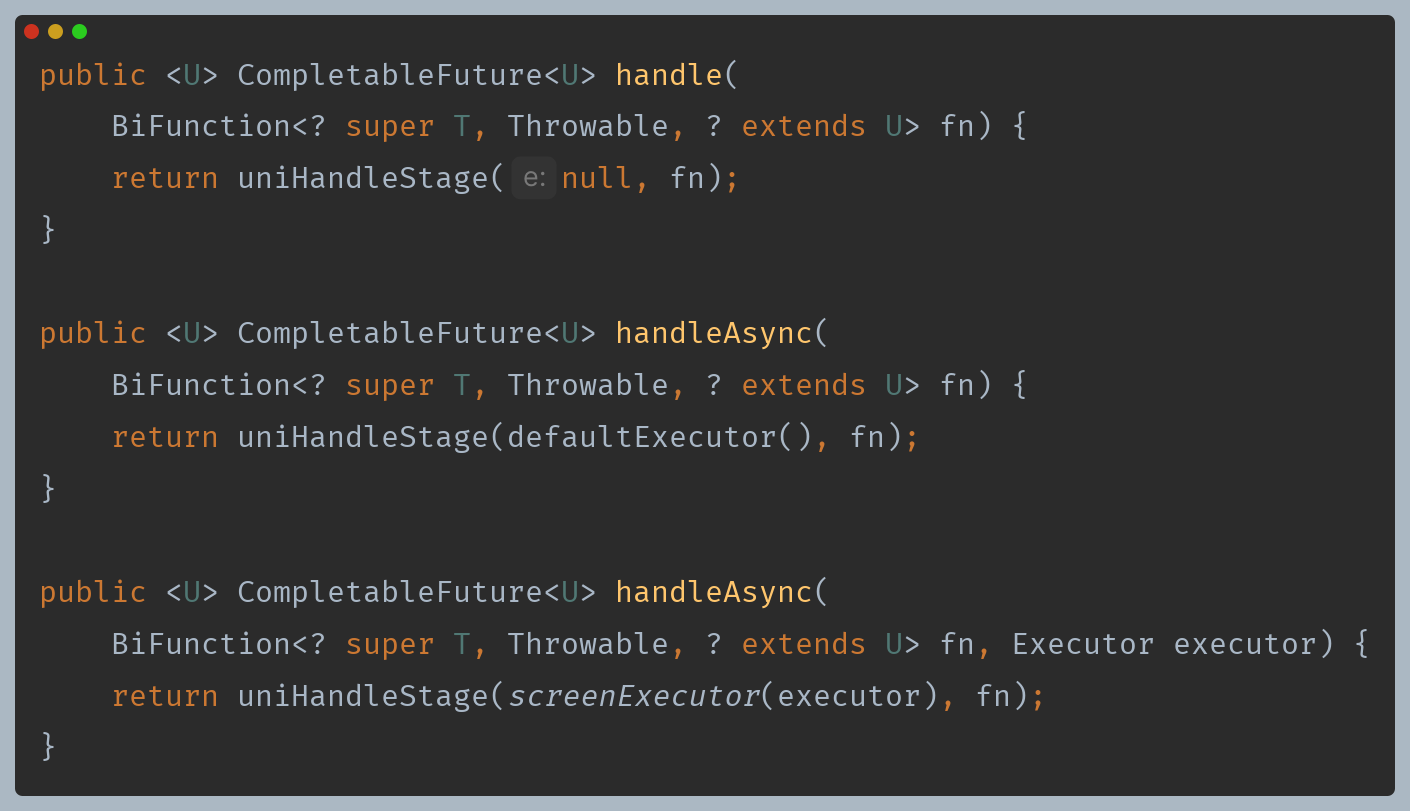 public <U> CompletableFuture<U> handle(
    BiFunction<? super T, Throwable, ? extends U> fn) {
    return uniHandleStage( e: null, fn);
}

public <U> CompletableFuture<U> handleAsync(
    BiFunction<? super T, Throwable, ? extends U> fn) {
    return uniHandleStage(defaultExecutor(), fn);
}

public <U> CompletableFuture<U> handleAsync(
    BiFunction<? super T, Throwable, ? extends U> fn, Executor executor) {
    return uniHandleStage(screenExecutor(executor), fn);
}